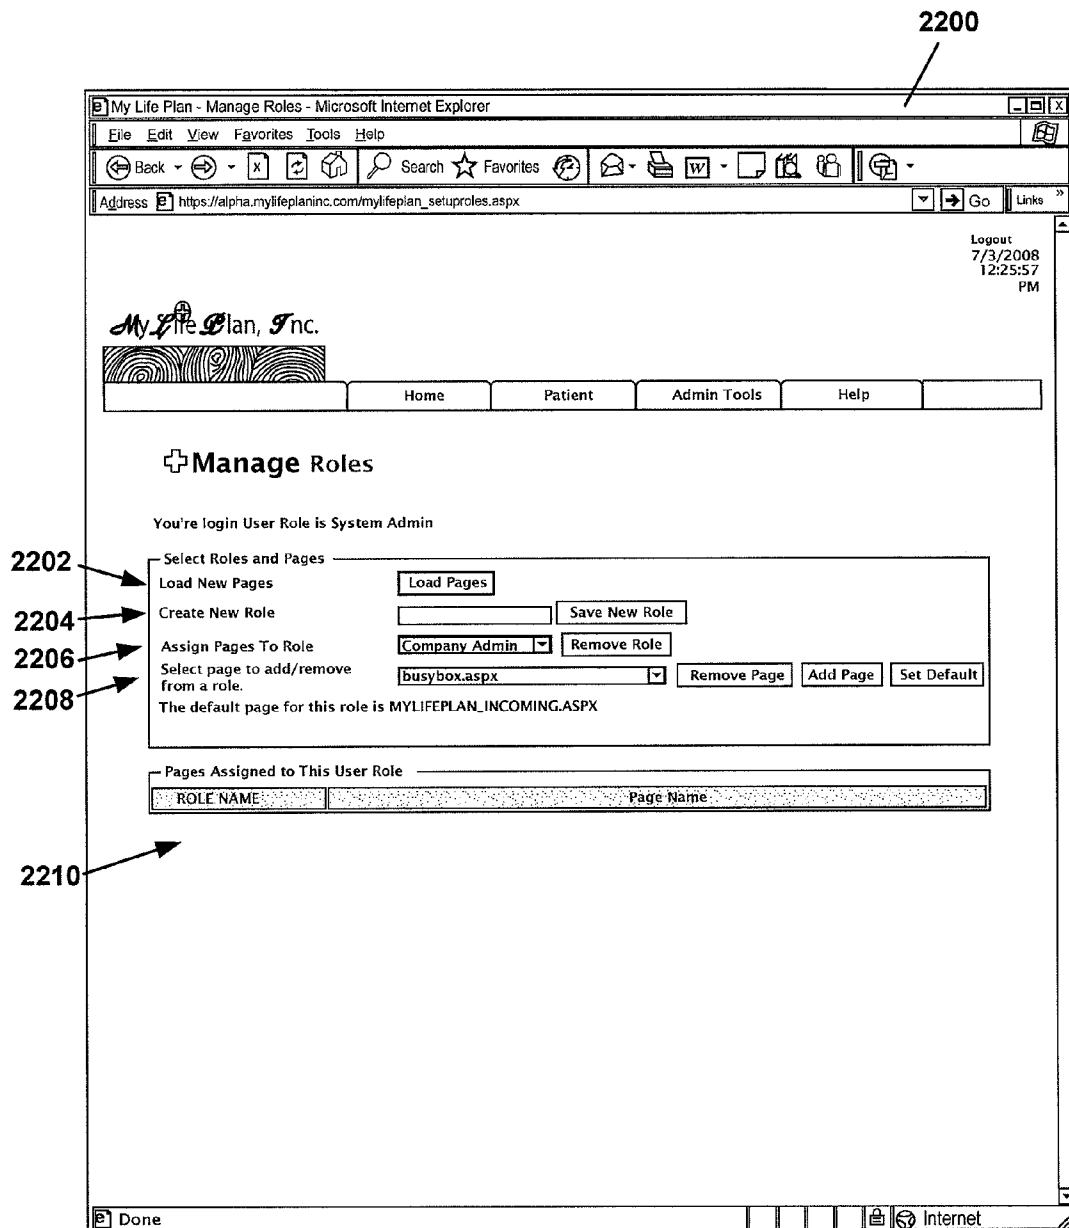 2200
My Life Plan - Manage Roles - Microsoft Internet Explorer
File Edit View Favorites Tools Help
Back Search Favorites W
Address https://alpha.mylifeplaninc.com/mylifeplan_setuproles.aspx Go Links »
Logout
7/3/2008
12:25:57
PM
My Life Plan, Inc.
Home Patient Admin Tools Help
Manage Roles
You're login User Role is System Admin
Select Roles and Pages
2202 Load New Pages Load Pages
2204 Create New Role Save New Role
2206 Assign Pages To Role Company Admin Remove Role
2208 Select page to add/remove from a role. busybox.aspx Remove Page Add Page Set Default
The default page for this role is MYLIFEPLAN_INCOMING.ASPX
Pages Assigned to This User Role
ROLE NAME Page Name
2210
Done Internet